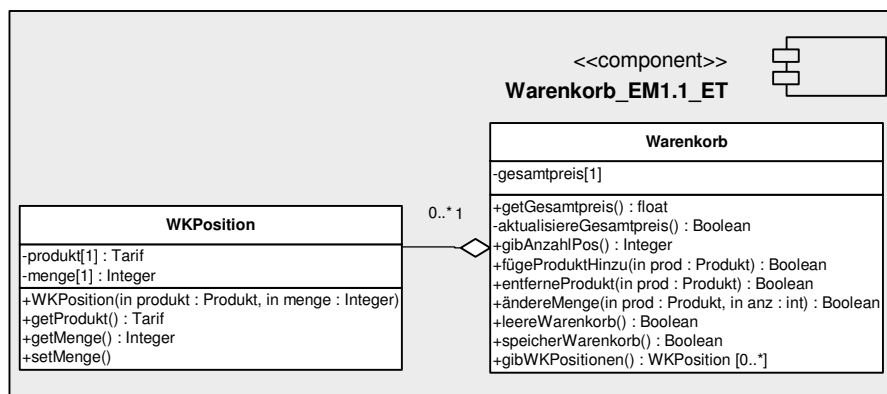 <<component>>
Warenkorb_EM1.1_ET
Warenkorb
-gesamtpreis[1]
+getGesamtpreis() : float
-aktualisiereGesamtpreis() : Boolean
+gibAnzahlPos() : Integer
+fügeProduktHinzu(in prod : Produkt) : Boolean
+entferneProdukt(in prod : Produkt) : Boolean
+ändereMenge(in prod : Produkt, in anz : int) : Boolean
+leereWarenkorb() : Boolean
+speicherWarenkorb() : Boolean
+gibWKPositionen() : WKPosition [0..*]
0..* 1
WKPosition
-produkt[1] : Tarif
-menge[1] : Integer
+WKPosition(in produkt : Produkt, in menge : Integer)
+getProdukt() : Tarif
+getMenge() : Integer
+setMenge()